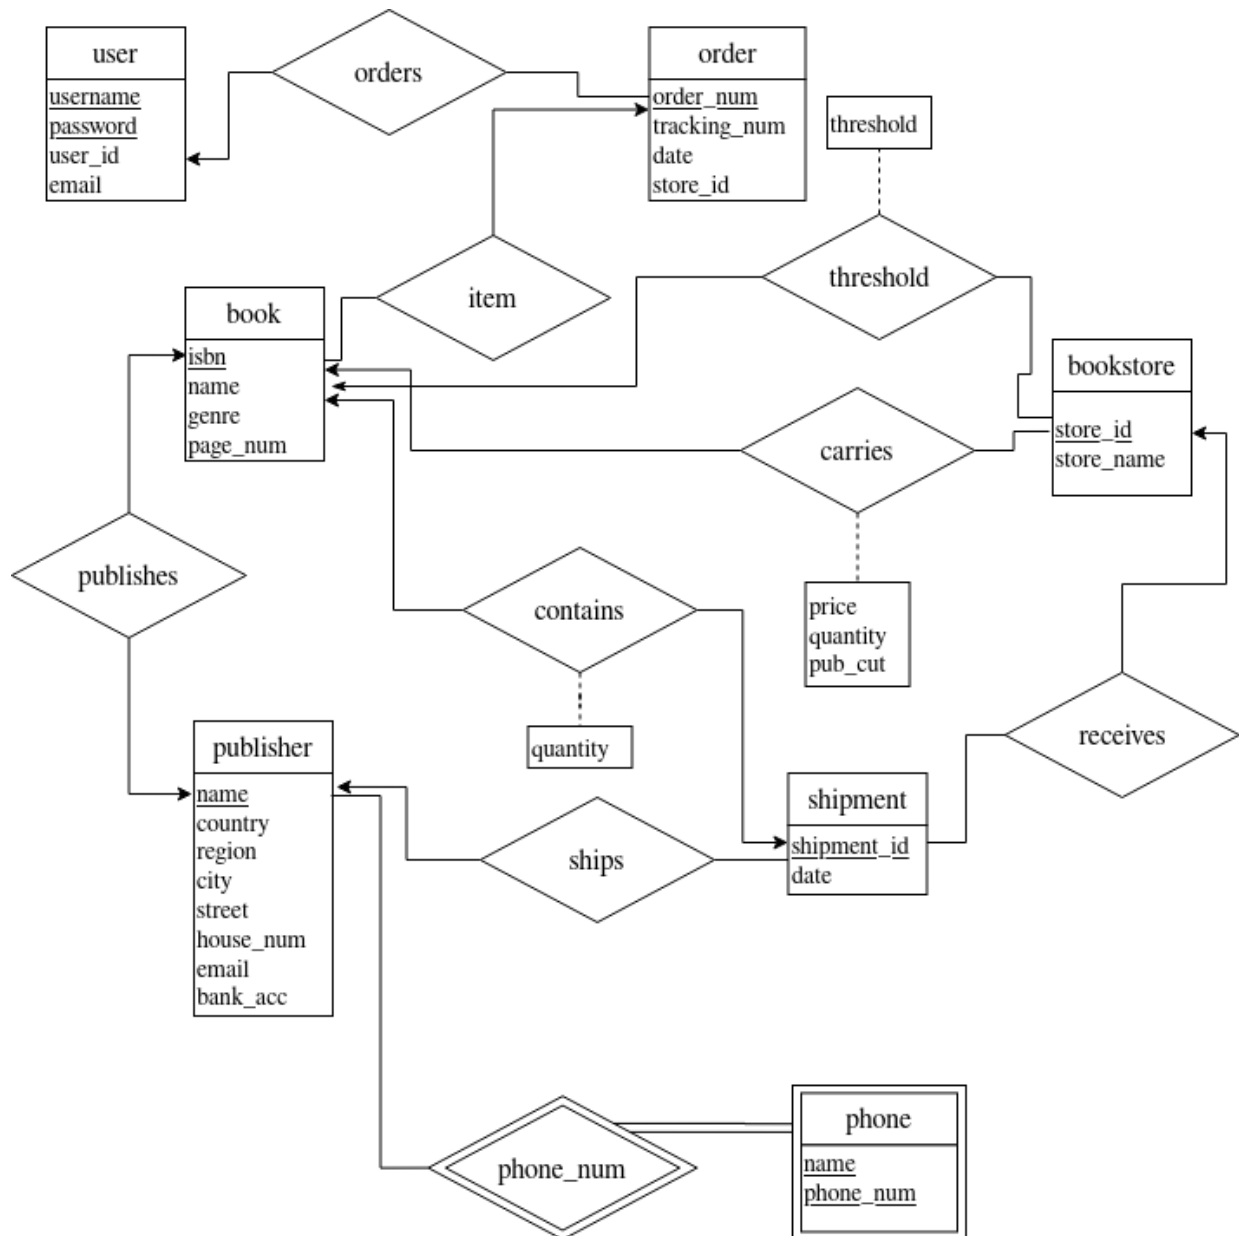 user
username
password
user_id
email
orders
order
order_num
tracking_num
date
store_id
threshold
threshold
item
book
isbn
name
genre
page_num
bookstore
store_id
store_name
carries
price
quantity
pub_cut
publishes
contains
quantity
publisher
name
country
region
city
street
house_num
email
bank_acc
ships
shipment
shipment_id
date
receives
phone_num
phone
name
phone_num